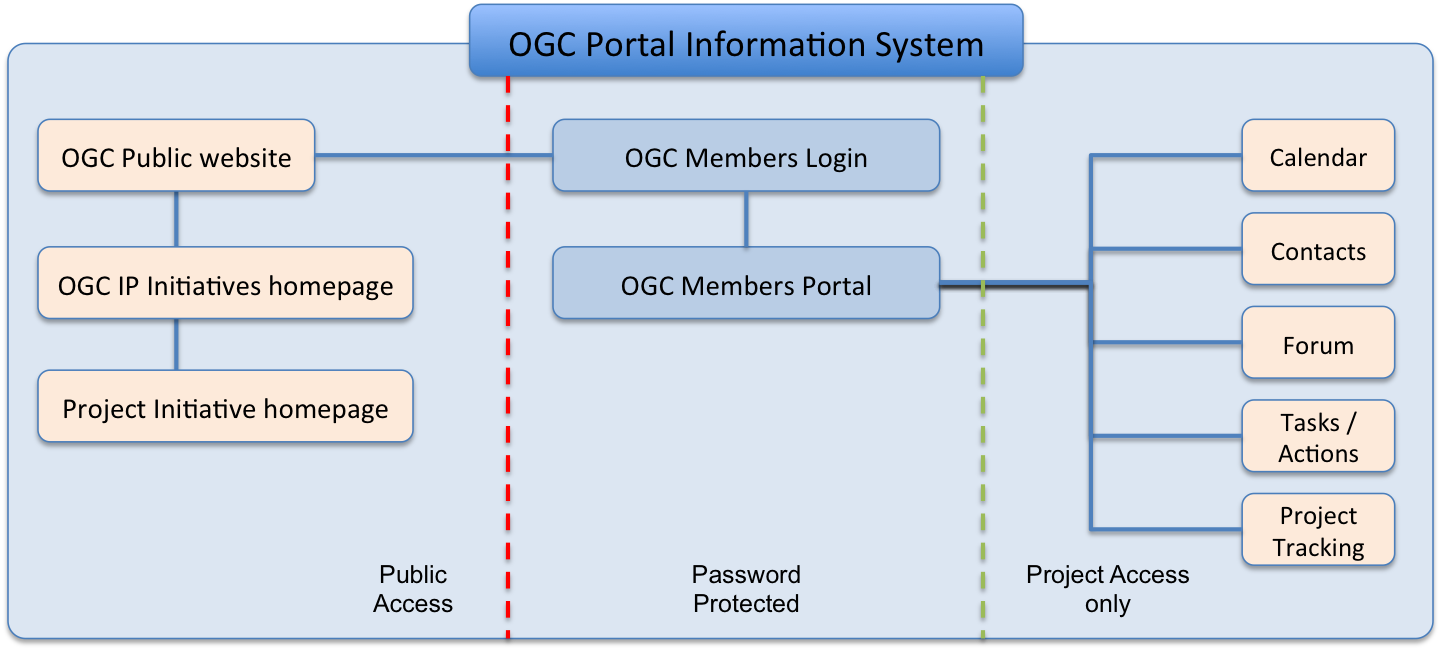 OGC Portal Information System
OGC Public website
OGC IP Initiatives homepage
Project Initiative homepage
Public
Access
OGC Members Login
OGC Members Portal
Password
Protected
Calendar
Contacts
Forum
Tasks /
Actions
Project
Tracking
Project Access
only